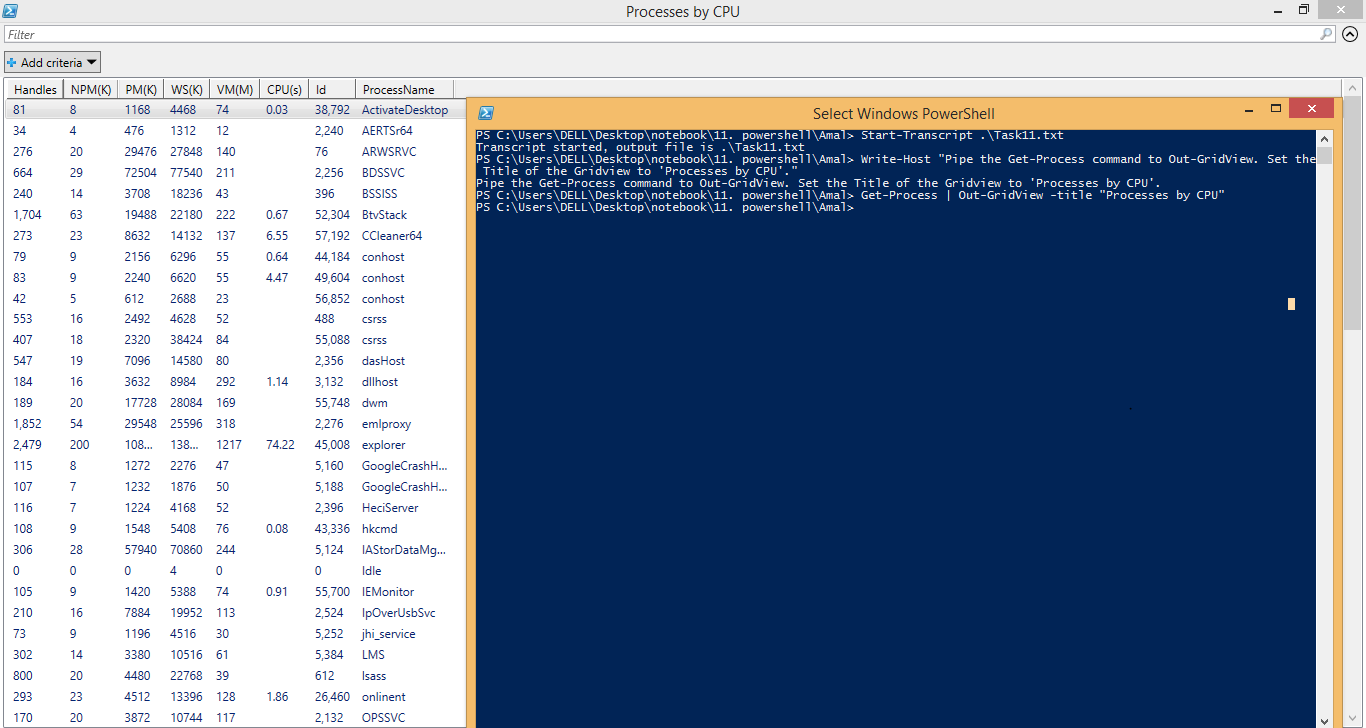 Processes by CPU
Filter
Add criteria
Handles NPM(K) PM(K) WS(K) VM(M) CPU(s) Id ProcessName
81 8 1168 4468 74 0.03 38,792 ActivateDesktop
34 4 476 1312 12 2,240 AERTSr64
276 20 29476 27848 140 76 ARWSRVC
664 29 72504 77540 211 2,256 BDSSVC
240 14 3708 18236 43 396 BSSISS
1,704 63 19488 22180 222 0.67 52,304 BtvStack
273 23 8632 14132 137 6.55 57,192 CCleaner64
79 9 2156 6296 55 0.64 44,184 conhost
83 9 2240 6620 55 4.47 49,604 conhost
42 5 612 2688 23 56,852 conhost
553 16 2492 4628 52 488 csrss
407 18 2320 38424 84 55,088 csrss
547 19 7096 14580 80 2,356 dasHost
184 16 3632 8984 292 1.14 3,132 dllhost
189 20 17728 28084 169 55,748 dwm
1,852 54 29548 25596 318 2,276 emlproxy
2,479 200 108... 138... 1217 74.22 45,008 explorer
115 8 1272 2276 47 5,160 GoogleCrashH...
107 7 1232 1876 50 5,188 GoogleCrashH...
116 7 1224 4168 52 2,396 HeciServer
108 9 1548 5408 76 0.08 43,336 hkcmd
306 28 57940 70860 244 5,124 IAStorDataMg...
0 0 0 4 0 0 Idle
105 9 1420 5388 74 0.91 55,700 IEMonitor
210 16 7884 19952 113 2,524 IpOverUsbSvc
73 9 1196 4516 30 5,252 jhi_service
302 14 3380 10516 61 5,384 LMS
800 20 4480 22768 39 612 lsass
293 23 4512 13396 128 1.86 26,460 onlinent
170 20 3872 10744 117 2,132 OPSSVC
Select Windows PowerShell
PS C:\Users\DELL\Desktop\notebook\11. powershell\Amal> Start-Transcript .\Task11.txt
Transcript started, output file is .\Task11.txt
PS C:\Users\DELL\Desktop\notebook\11. powershell\Amal> Write-Host "Pipe the Get-Process command to Out-GridView. Set the
Title of the Gridview to 'Processes by CPU'."
Pipe the Get-Process command to Out-GridView. Set the Title of the Gridview to 'Processes by CPU'.
PS C:\Users\DELL\Desktop\notebook\11. powershell\Amal> Get-Process | Out-GridView -title "Processes by CPU"
PS C:\Users\DELL\Desktop\notebook\11. powershell\Amal>